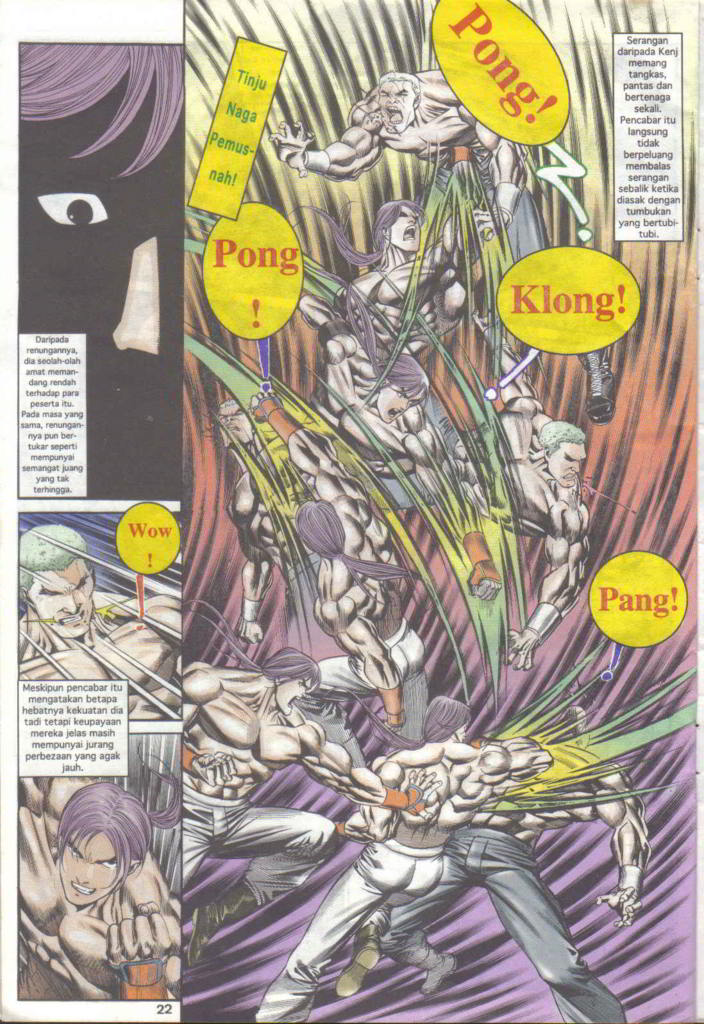 Serangan
daripada Kenj
memang
tangkas,
pantas dan
bertenaga
sekali.
Pencabar itu
langsung
tidak
berpeluang
membalas
serangan
sebalik ketika
diasak dengan
tumbukan
yang bertubi-
tubi.
Pong!
Tinju
Naga
Pemus-
nah!
Pong
!
Klong!
Pang!
Daripada
renungannya,
dia seolah-olah
amat meman-
dang rendah
terhadap para
peserta itu.
Pada masa yang
sama, renungan-
nya pun ber-
tukar seperti
mempunyai
semangat juang
yang tak
terhingga.
Wow
!
Meskipun pencabar itu
mengatakan betapa
hebatnya kekuatan dia
tadi tetapi keupayaan
mereka jelas masih
mempunyai jurang
perbezaan yang agak
jauh.
22